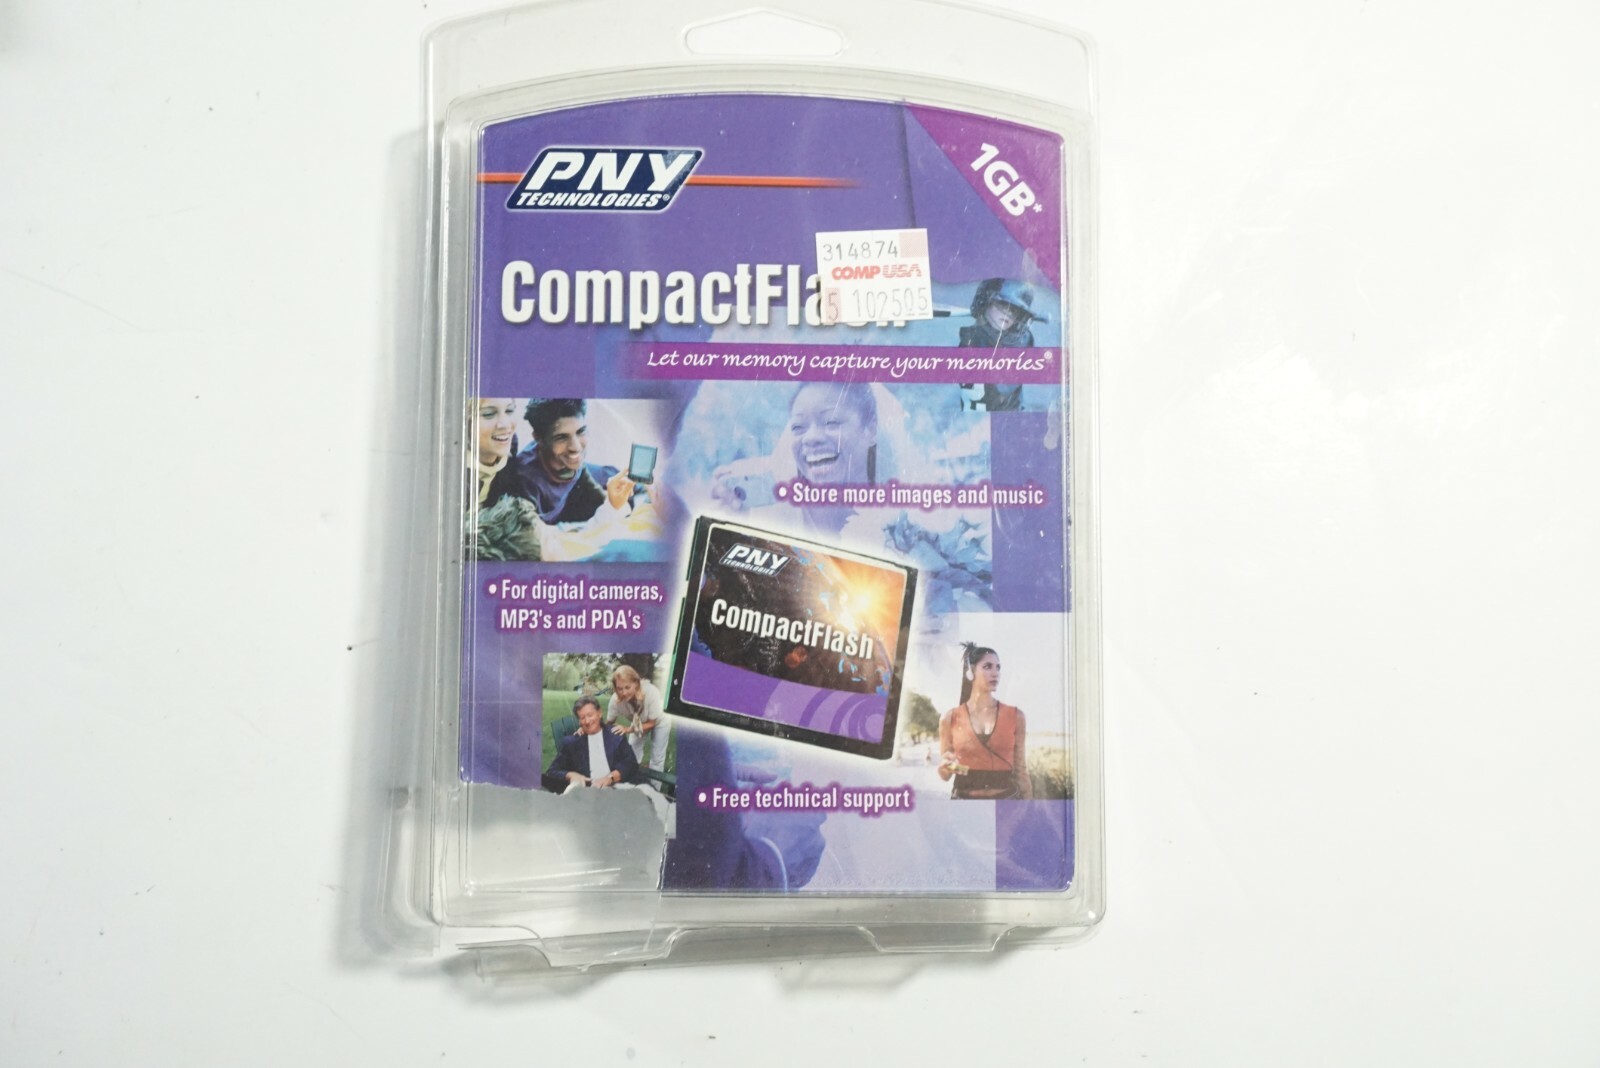 PNY
TECHNOLOGIES®
1GB*
314874
COMP USA
5 102505
CompactFlash
Let our memory capture your memories®
• Store more images and music
• For digital cameras,
MP3's and PDA's
PNY
TECHNOLOGIES
CompactFlash
• Free technical support